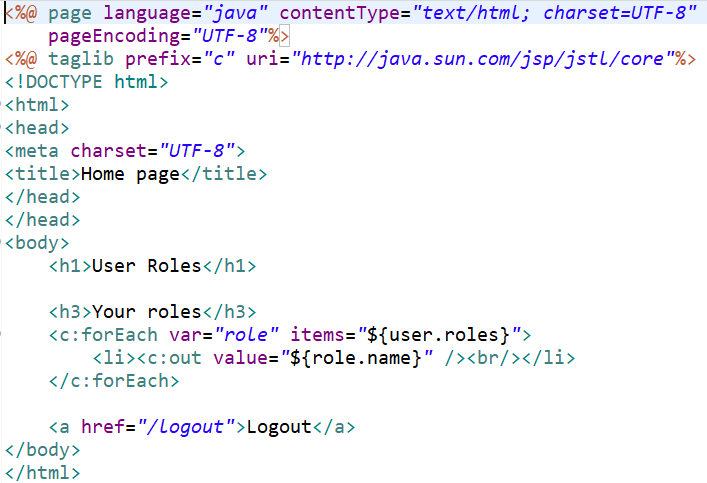 <%@ page language="java" contentType="text/html; charset=UTF-8"
    pageEncoding="UTF-8"%>
<%@ taglib prefix="c" uri="http://java.sun.com/jsp/jstl/core"%>
<!DOCTYPE html>
<html>
<head>
<meta charset="UTF-8">
<title>Home page</title>
</head>
</head>
<body>
    <h1>User Roles</h1>

    <h3>Your roles</h3>
    <c:forEach var="role" items="${user.roles}">
        <li><c:out value="${role.name}" /><br/></li>
    </c:forEach>

    <a href="/logout">Logout</a>
</body>
</html>